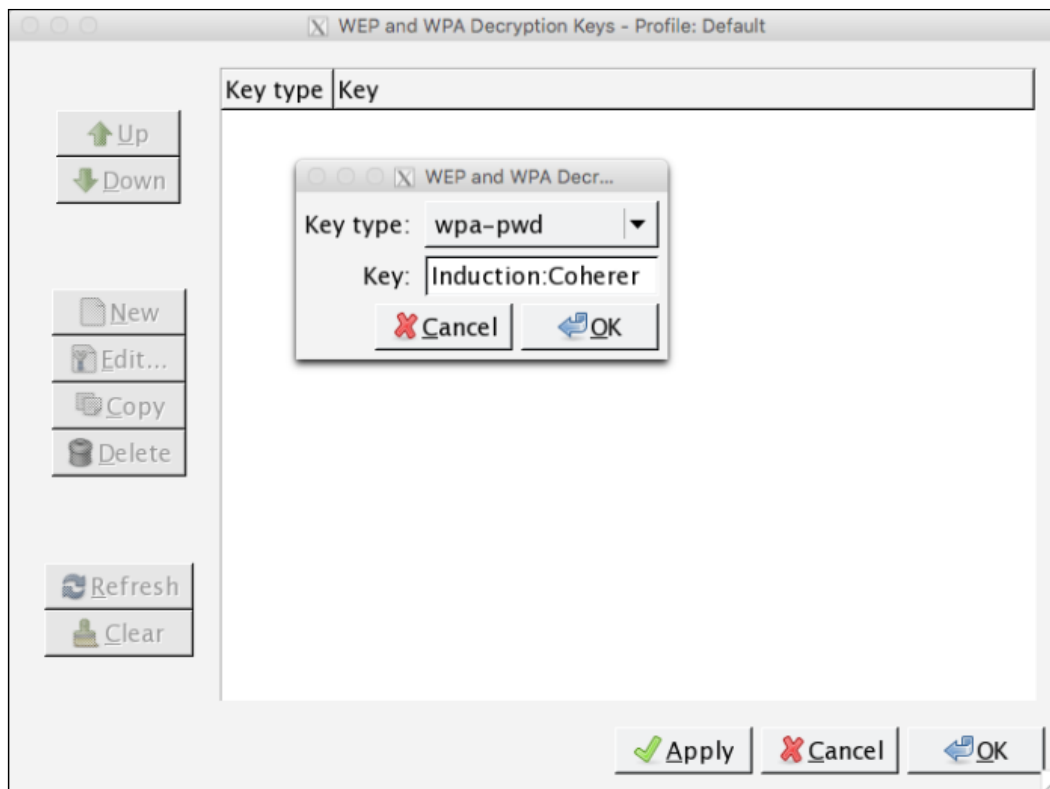 WEP and WPA Decryption Keys - Profile: Default
Key type Key
Up
Down
WEP and WPA Decr...
Key type: wpa-pwd
Key: Induction:Coherer
Cancel OK
New
Edit...
Copy
Delete
Refresh
Clear
Apply Cancel OK